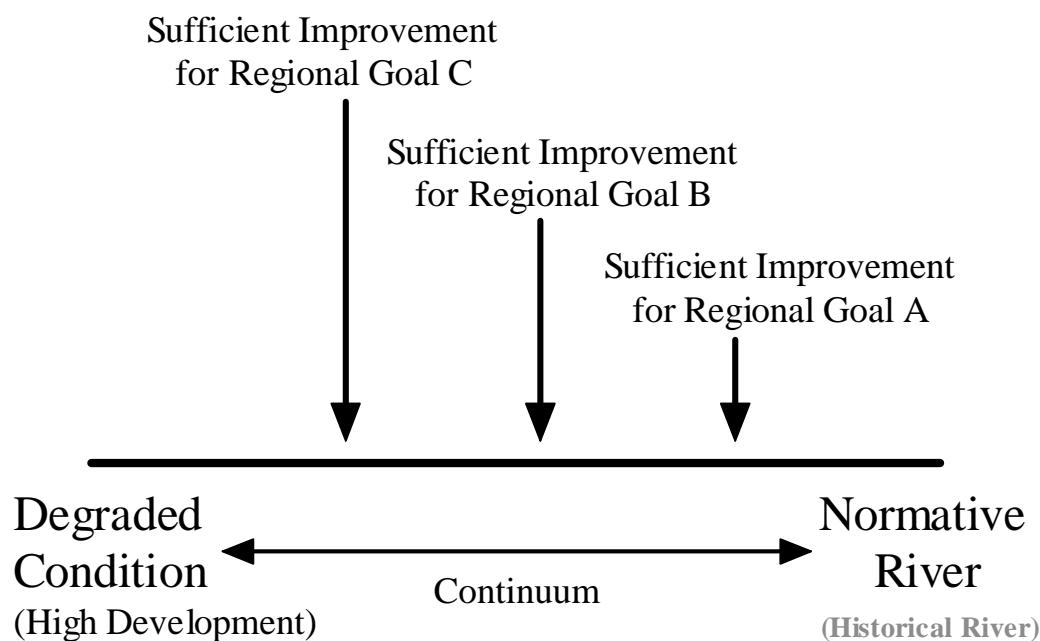 Sufficient Improvement
for Regional Goal C
Sufficient Improvement
for Regional Goal B
Sufficient Improvement
for Regional Goal A
Degraded
Condition
(High Development)
Continuum
Normative
River
(Historical River)